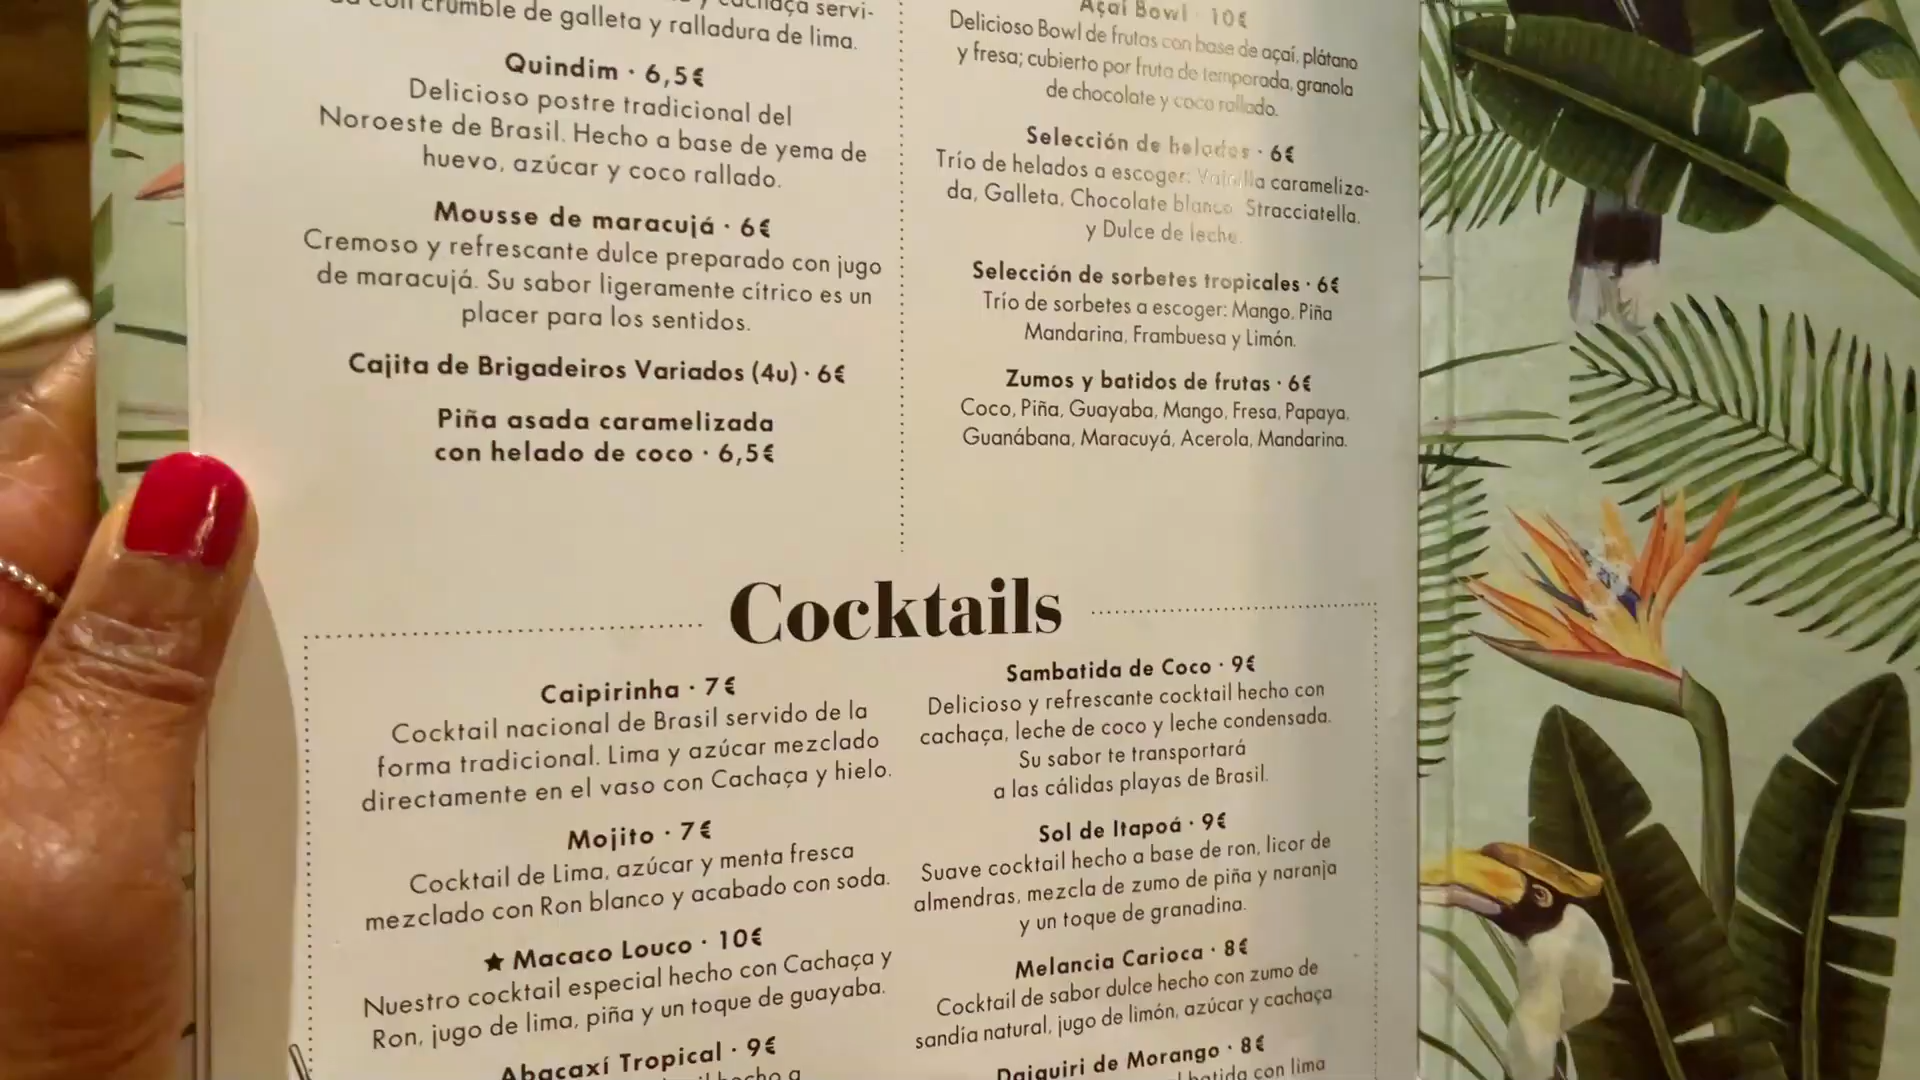 con crumble de galleta y ralladura de lima.
Quindim · 6,5€
Delicioso postre tradicional del
Noroeste de Brasil. Hecho a base de yema de
huevo, azúcar y coco rallado.
Mousse de maracujá · 6€
Cremoso y refrescante dulce preparado con jugo
de maracujá. Su sabor ligeramente cítrico es un
placer para los sentidos.
Cajita de Brigadeiros Variados (4u) · 6€
Piña asada caramelizada
con helado de coco · 6,5€
Açaí Bowl · 10€
Delicioso Bowl de frutas con base de açaí, plátano
y fresa; cubierto por fruta de temporada, granola
de chocolate y coco rallado.
Selección de helados · 6€
Trío de helados a escoger: Vainilla carameliza-
da, Galleta, Chocolate blanco, Stracciatella,
y Dulce de leche.
Selección de sorbetes tropicales · 6€
Trío de sorbetes a escoger: Mango, Piña
Mandarina, Frambuesa y Limón.
Zumos y batidos de frutas · 6€
Coco, Piña, Guayaba, Mango, Fresa, Papaya,
Guanábana, Maracuyá, Acerola, Mandarina.
Cocktails
Caipirinha · 7€
Cocktail nacional de Brasil servido de la
forma tradicional. Lima y azúcar mezclado
directamente en el vaso con Cachaça y hielo.
Mojito · 7€
Cocktail de Lima, azúcar y menta fresca
mezclado con Ron blanco y acabado con soda.
★ Macaco Louco · 10€
Nuestro cocktail especial hecho con Cachaça y
Ron, jugo de lima, piña y un toque de guayaba.
Abacaxí Tropical · 9€
Sambatida de Coco · 9€
Delicioso y refrescante cocktail hecho con
cachaça, leche de coco y leche condensada.
Su sabor te transportará
a las cálidas playas de Brasil.
Sol de Itapoá · 9€
Suave cocktail hecho a base de ron, licor de
almendras, mezcla de zumo de piña y naranja
y un toque de granadina.
Melancia Carioca · 8€
Cocktail de sabor dulce hecho con zumo de
sandía natural, jugo de limón, azúcar y cachaça
Daiquiri de Morango · 8€
batida con lima